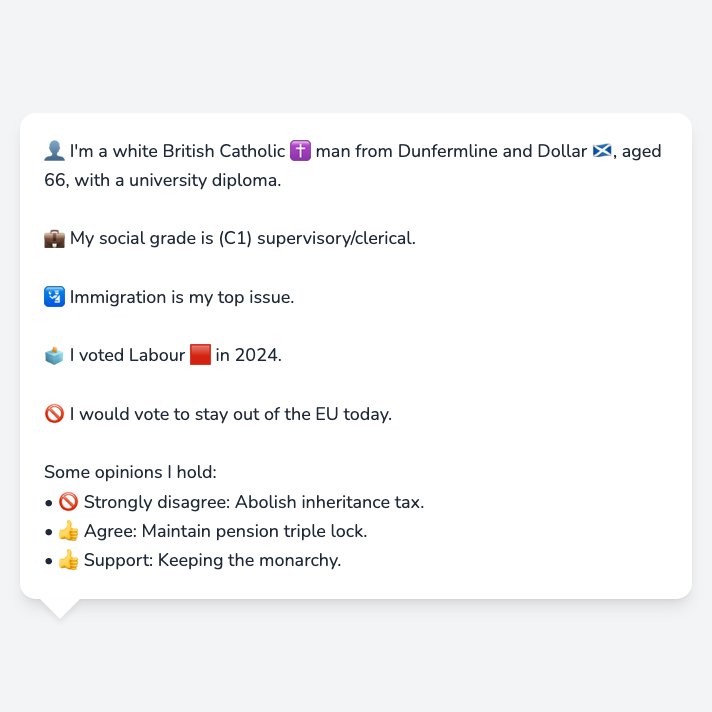 👤 I'm a white British Catholic ✝️ man from Dunfermline and Dollar 🏴󠁧󠁢󠁳󠁣󠁴󠁿, aged
66, with a university diploma.
💼 My social grade is (C1) supervisory/clerical.
🛂 Immigration is my top issue.
🗳️ I voted Labour 🟥 in 2024.
🚫 I would vote to stay out of the EU today.
Some opinions I hold:
• 🚫 Strongly disagree: Abolish inheritance tax.
• 👍 Agree: Maintain pension triple lock.
• 👍 Support: Keeping the monarchy.